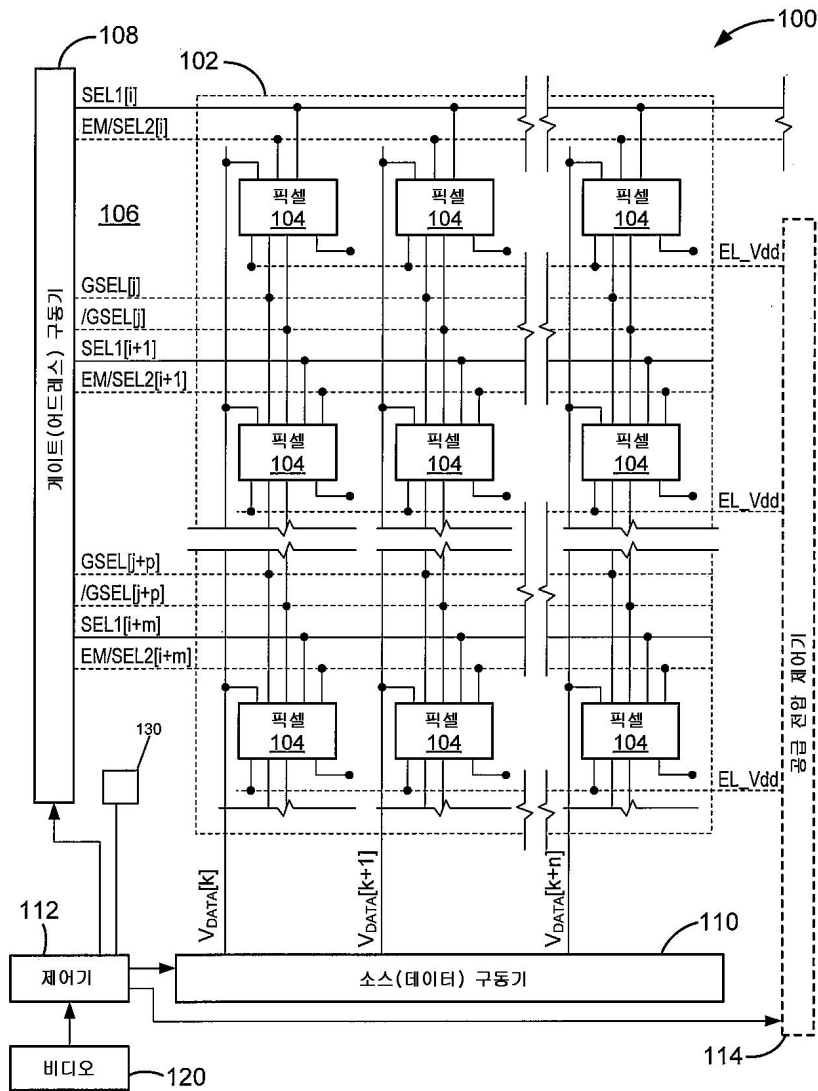 100
108
102
SEL1[i]
EM/SEL2[i]
픽셀
104
픽셀
104
픽셀
104
106
EL_Vdd
GSEL[j]
/GSEL[j]
SEL1[i+1]
EM/SEL2[i+1]
게이트(어드레스) 구동기
픽셀
104
픽셀
104
픽셀
104
EL_Vdd
GSEL[j+p]
/GSEL[j+p]
SEL1[i+m]
EM/SEL2[i+m]
공급 전압 제어기
픽셀
104
픽셀
104
픽셀
104
130
EL_Vdd
VDATA[k]
VDATA[k+1]
VDATA[k+n]
112
110
제어기
소스(데이터) 구동기
비디오
120
114